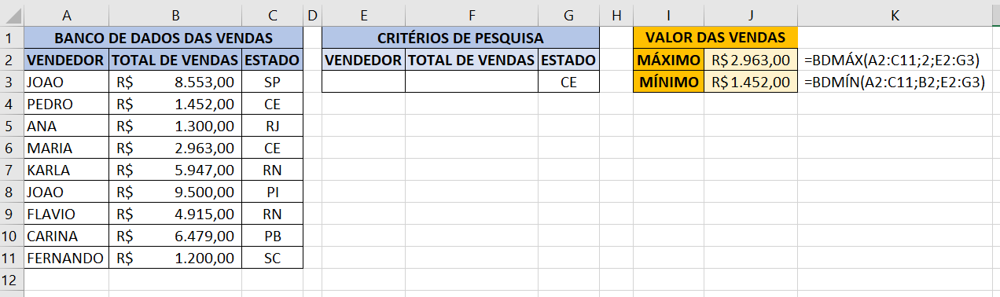 A B C D E F G H I J K
1 BANCO DE DADOS DAS VENDAS CRITÉRIOS DE PESQUISA VALOR DAS VENDAS
2 VENDEDOR TOTAL DE VENDAS ESTADO VENDEDOR TOTAL DE VENDAS ESTADO MÁXIMO R$ 2.963,00 =BDMÁX(A2:C11;2;E2:G3)
3 JOAO R$ 8.553,00 SP CE MÍNIMO R$ 1.452,00 =BDMÍN(A2:C11;B2;E2:G3)
4 PEDRO R$ 1.452,00 CE
5 ANA R$ 1.300,00 RJ
6 MARIA R$ 2.963,00 CE
7 KARLA R$ 5.947,00 RN
8 JOAO R$ 9.500,00 PI
9 FLAVIO R$ 4.915,00 RN
10 CARINA R$ 6.479,00 PB
11 FERNANDO R$ 1.200,00 SC
12